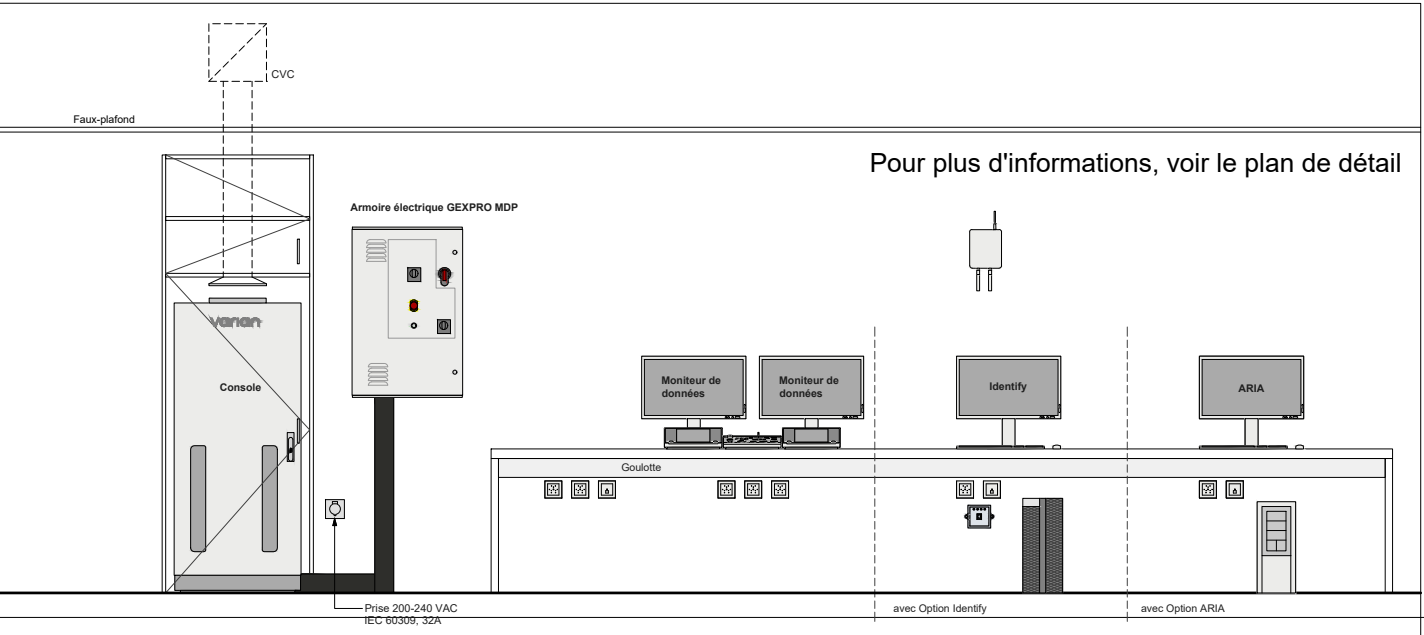 CVC
Faux-plafond
Pour plus d'informations, voir le plan de détail
Armoire électrique GEXPRO MDP
varian
Console
Moniteur de
données
Moniteur de
données
Identify
ARIA
Goulotte
Prise 200-240 VAC
IEC 60309, 32A
avec Option Identify
avec Option ARIA